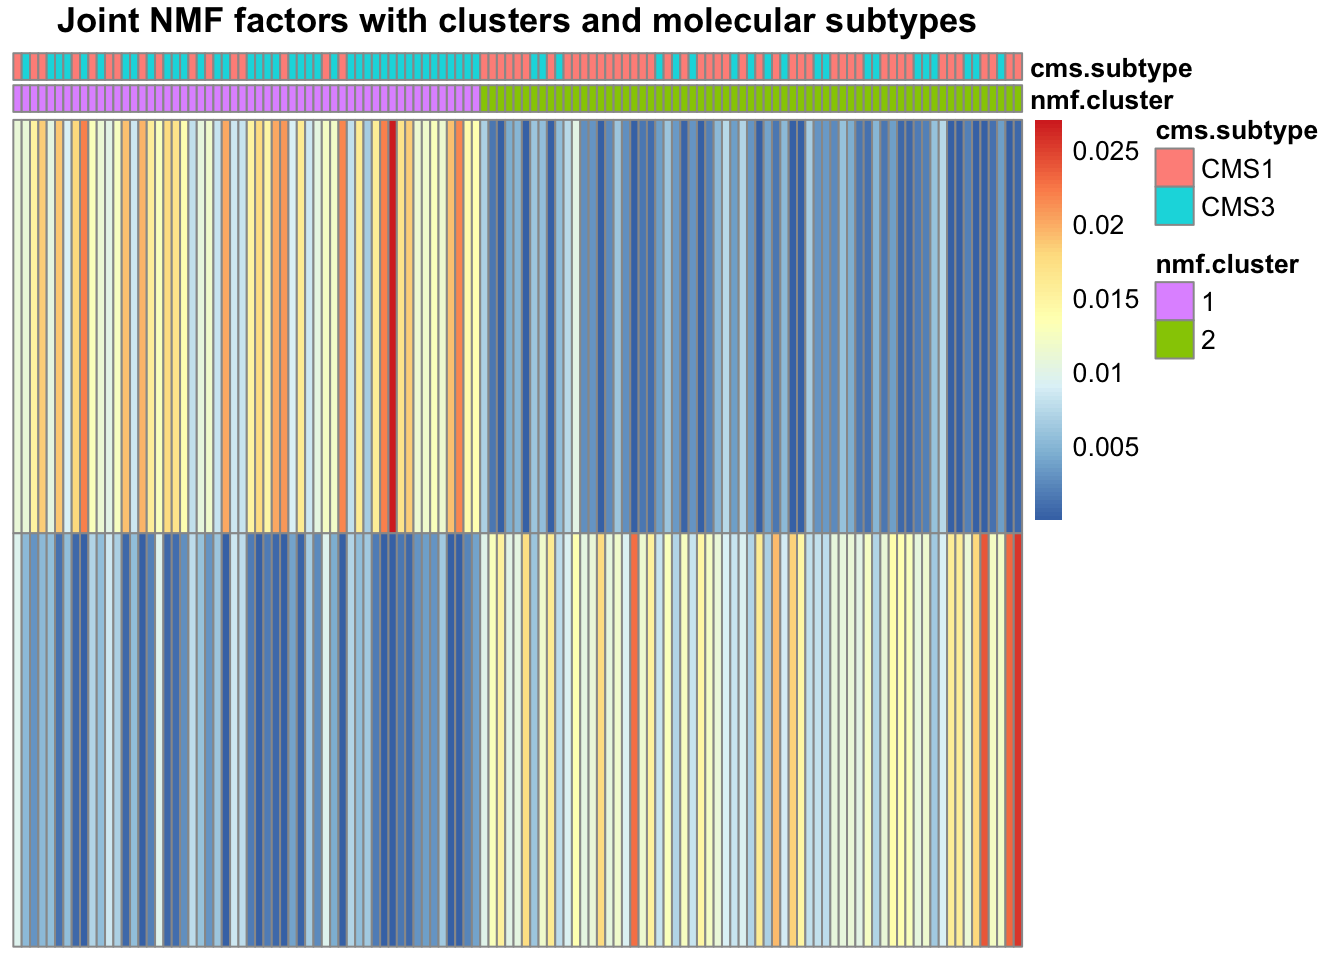 Joint NMF factors with clusters and molecular subtypes
cms.subtype
nmf.cluster
0.025
0.02
0.015
0.01
0.005
cms.subtype
CMS1
CMS3
nmf.cluster
1
2